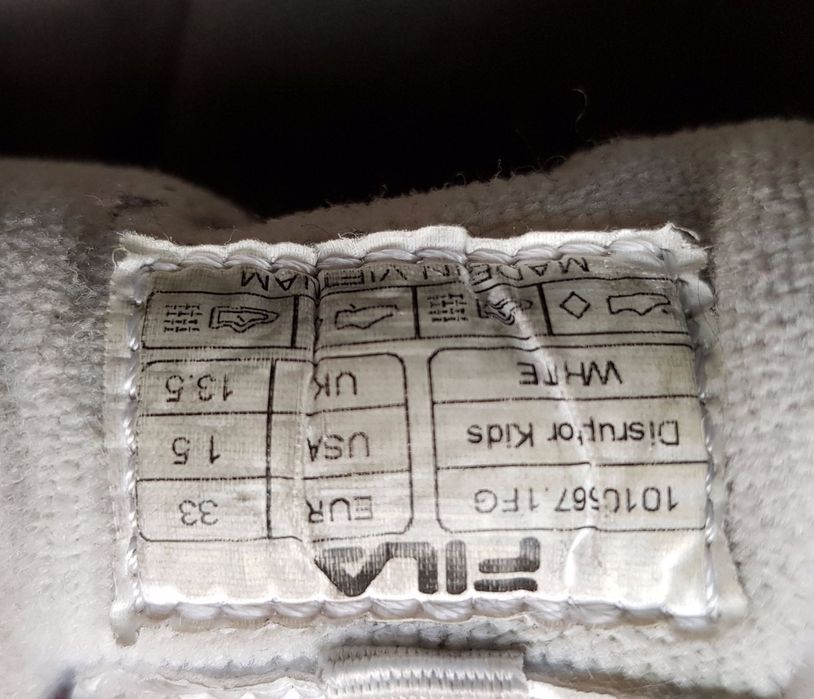 FILA
1010567.1FG
Disruptor Kids
WHITE
EUR 33
USA 1.5
UK 13.5
MADE IN VIETNAM